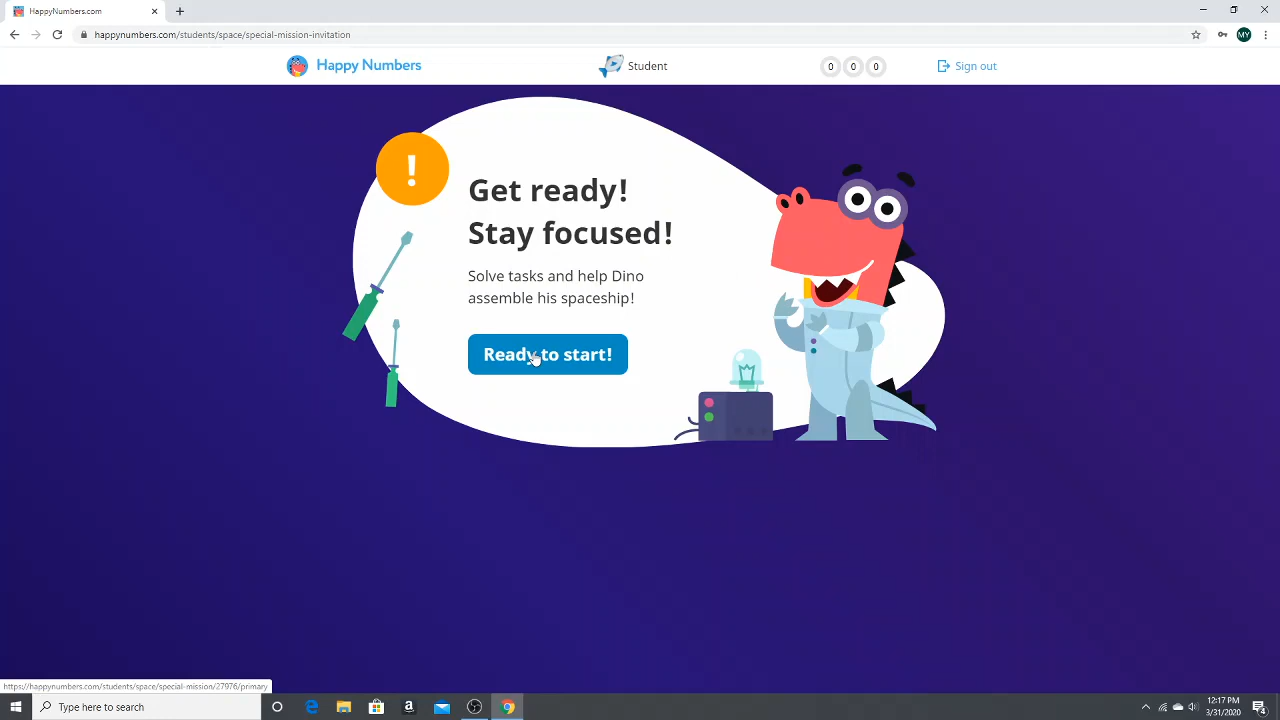 HappyNumbers.com
happynumbers.com/students/space/special-mission-invitation
MY
Happy Numbers
Student
0 0 0
Sign out
!
Get ready!
Stay focused!
Solve tasks and help Dino
assemble his spaceship!
Ready to start!
https://happynumbers.com/students/space/special-mission/27976/primary
Type here to search
12:17 PM
3/31/2020